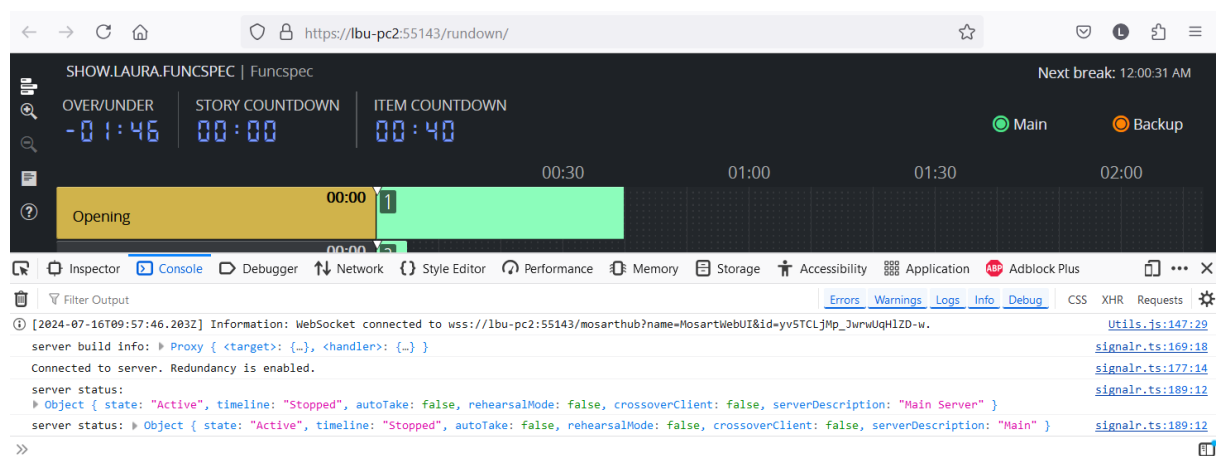 https://lbu-pc2:55143/rundown/
L
SHOW.LAURA.FUNCSPEC | Funcspec
Next break: 12:00:31 AM
OVER/UNDER STORY COUNTDOWN ITEM COUNTDOWN
-01:46 00:00 00:40
Main Backup
00:30 01:00 01:30 02:00
00:00 1
Opening
00:00 2
Inspector Console Debugger Network Style Editor Performance Memory Storage Accessibility Application ABP Adblock Plus
Filter Output Errors Warnings Logs Info Debug CSS XHR Requests
[2024-07-16T09:57:46.203Z] Information: WebSocket connected to wss://lbu-pc2:55143/mosarthub?name=MosartWebUI&id=yv5TCLjMp_JwrwUqHlZD-w. Utils.js:147:29
server build info: ▶ Proxy { <target>: {…}, <handler>: {…} } signalr.ts:169:18
Connected to server. Redundancy is enabled. signalr.ts:177:14
server status: signalr.ts:189:12
▶ Object { state: "Active", timeline: "Stopped", autoTake: false, rehearsalMode: false, crossoverClient: false, serverDescription: "Main Server" }
server status: ▶ Object { state: "Active", timeline: "Stopped", autoTake: false, rehearsalMode: false, crossoverClient: false, serverDescription: "Main" } signalr.ts:189:12